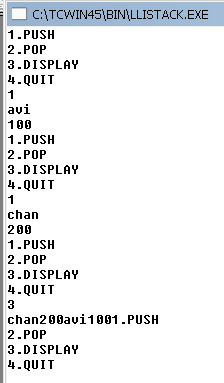 C:\TCWIN45\BIN\LLISTACK.EXE
1.PUSH
2.POP
3.DISPLAY
4.QUIT
1
avi
100
1.PUSH
2.POP
3.DISPLAY
4.QUIT
1
chan
200
1.PUSH
2.POP
3.DISPLAY
4.QUIT
3
chan200avi1001.PUSH
2.POP
3.DISPLAY
4.QUIT